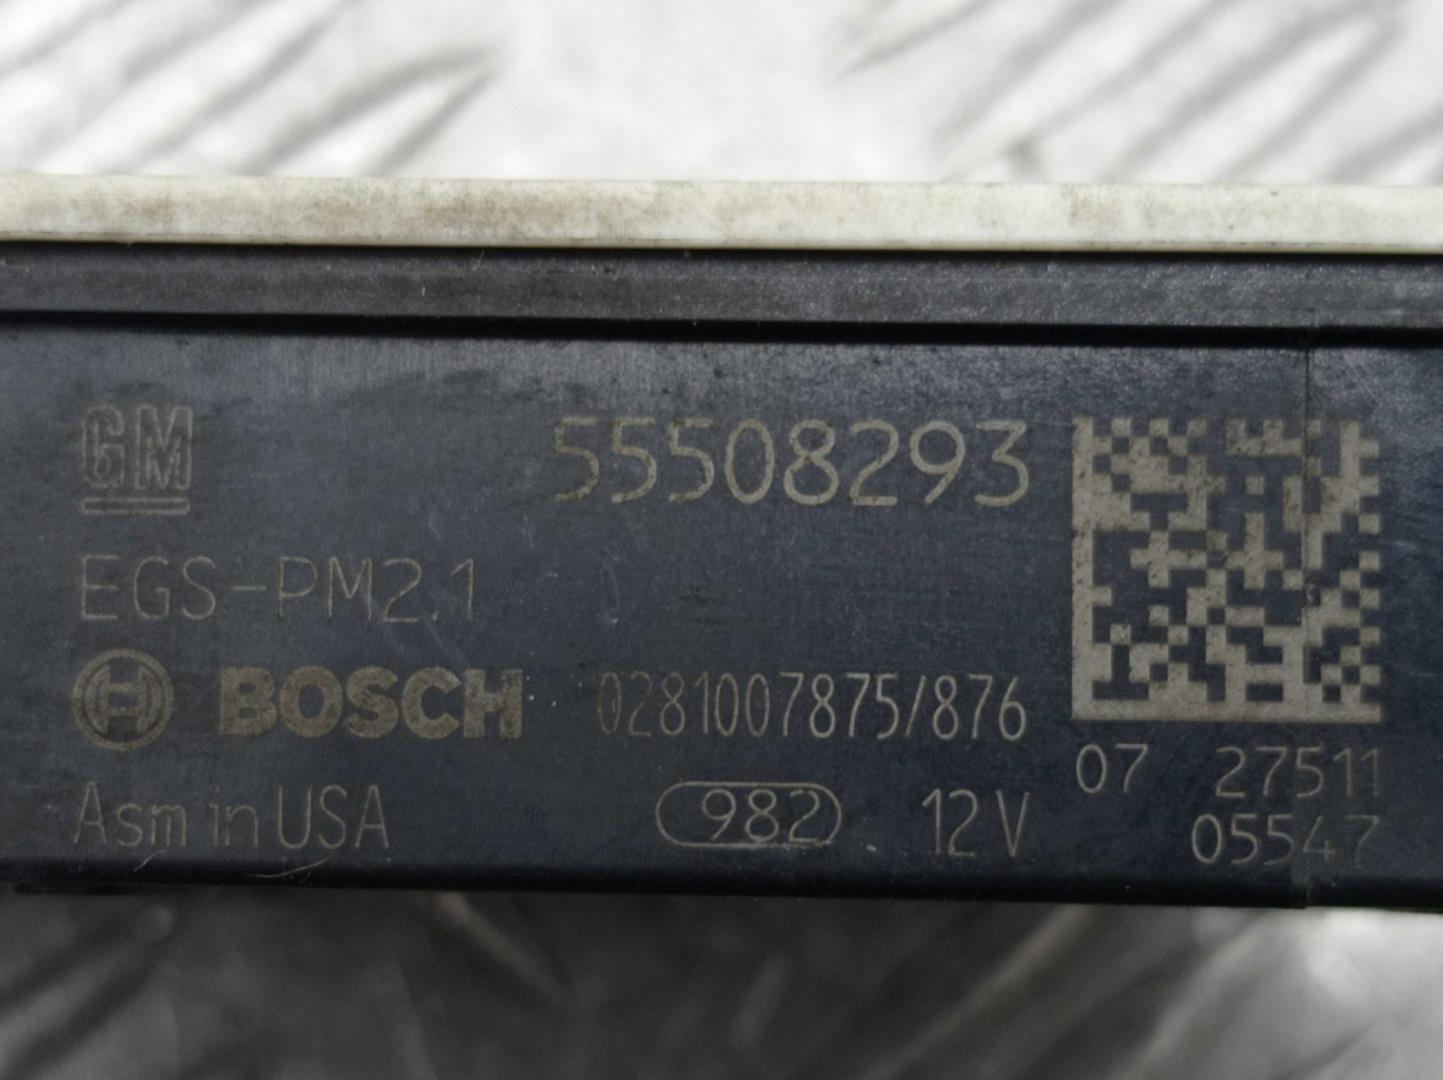 GM 55508293
EGS-PM2.1
BOSCH 0281007875/876
07 27511
Asm in USA 982 12V
05547